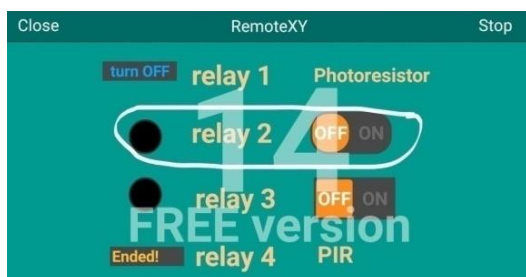 Close RemoteXY Stop
turn OFF relay 1 Photoresistor
14
relay 2 OFF ON
relay 3 OFF ON
FREE version
Ended! relay 4 PIR